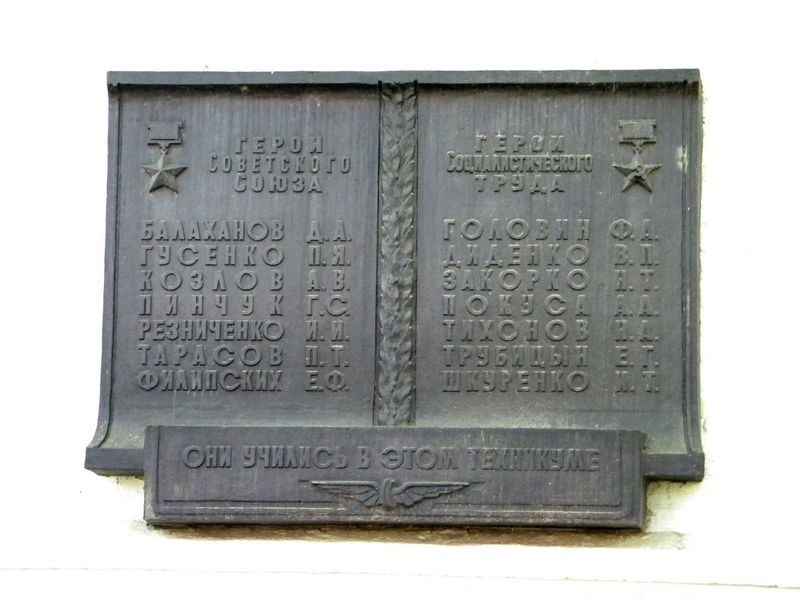 ГЕРОИ
СОВЕТСКОГО
СОЮЗА
БАЛАХАНОВ Д.А.
ГУСЕНКО П.Я.
КОЗЛОВ А.В.
ПИНЧУК Г.С.
РЕЗНИЧЕНКО И.И.
ТАРАСОВ П.Т.
ФИЛИПСКИХ Е.Ф.
ГЕРОИ
СОЦИАЛИСТИЧЕСКОГО
ТРУДА
ГОЛОВИН Ф.А.
ДИДЕНКО В.П.
ЗАКОРКО Н.Т.
ПОКУСА А.А.
ТИХОНОВ Н.А.
ТРУБИЦЫН Е.Г.
ШКУРЕНКО И.Т.
ОНИ УЧИЛИСЬ В ЭТОМ ТЕХНИКУМЕ